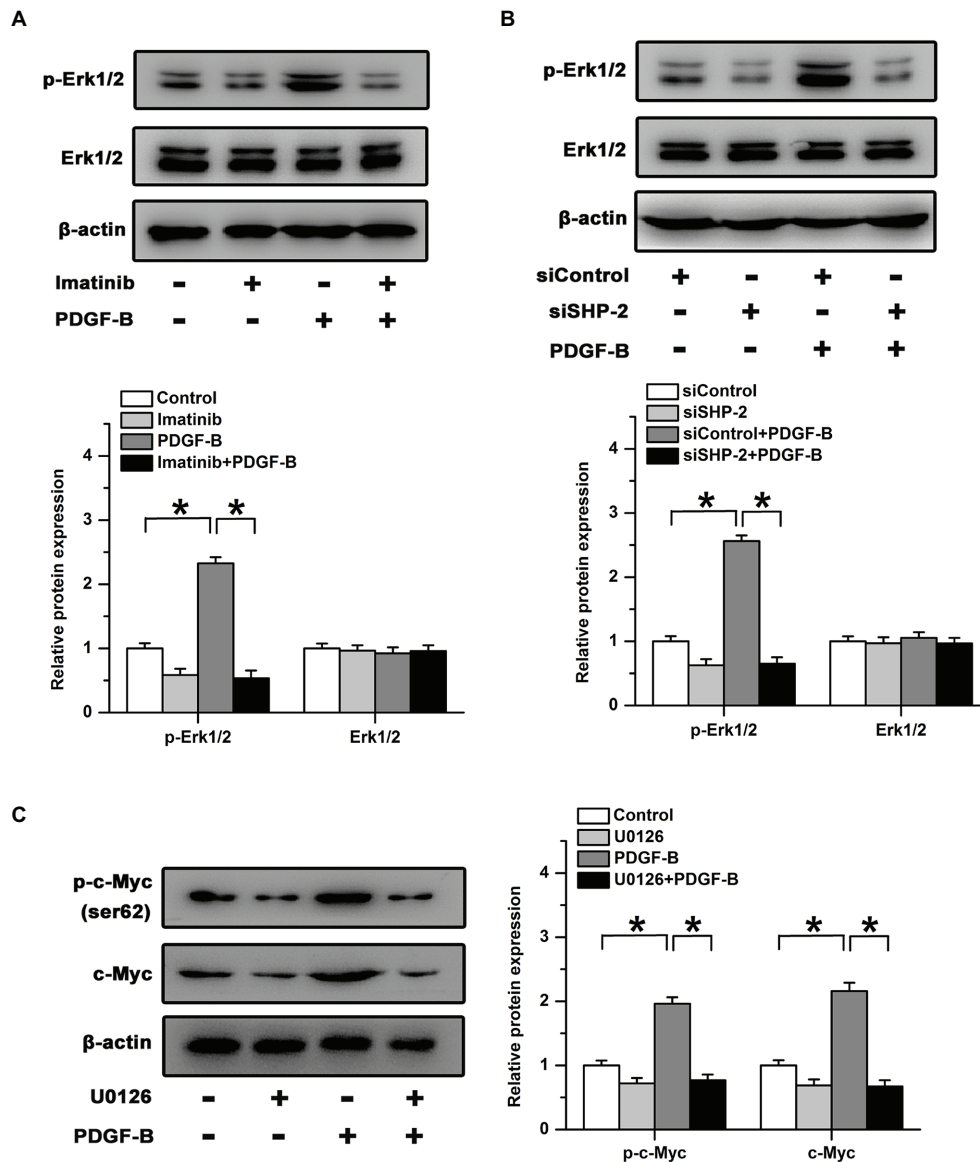 A
p-Erk1/2
Erk1/2
β-actin
Imatinib - + - +
PDGF-B - - + +
Control
Imatinib
PDGF-B
Imatinib+PDGF-B
Relative protein expression
4
3
2
1
0
* *
p-Erk1/2 Erk1/2
B
p-Erk1/2
Erk1/2
β-actin
siControl + - + -
siSHP-2 - + - +
PDGF-B - - + +
siControl
siSHP-2
siControl+PDGF-B
siSHP-2+PDGF-B
Relative protein expression
4
3
2
1
0
* *
p-Erk1/2 Erk1/2
C
p-c-Myc
(ser62)
c-Myc
β-actin
U0126 - + - +
PDGF-B - - + +
Control
U0126
PDGF-B
U0126+PDGF-B
Relative protein expression
4
3
2
1
0
* * * *
p-c-Myc c-Myc